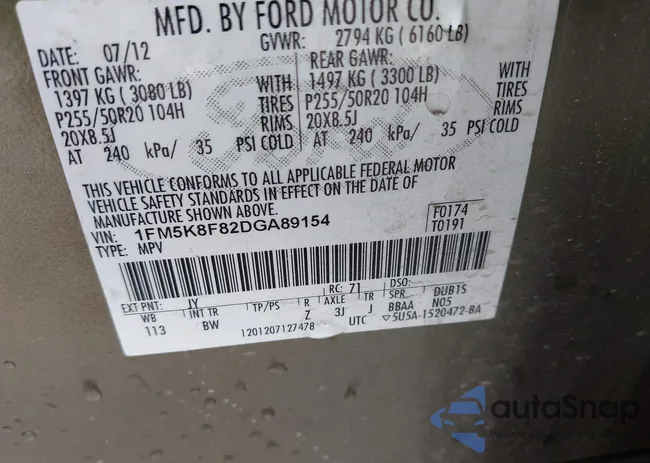 MFD. BY FORD MOTOR CO.
DATE: 07/12 GVWR: 2794 KG ( 6160 LB)
FRONT GAWR: REAR GAWR:
1397 KG ( 3080 LB) WITH 1497 KG ( 3300 LB) WITH
P255/50R20 104H TIRES P255/50R20 104H TIRES
20X8.5J RIMS 20X8.5J RIMS
AT 240 kPa/ 35 PSI COLD AT 240 kPa/ 35 PSI COLD
THIS VEHICLE CONFORMS TO ALL APPLICABLE FEDERAL MOTOR
VEHICLE SAFETY STANDARDS IN EFFECT ON THE DATE OF
MANUFACTURE SHOWN ABOVE.
VIN: 1FM5K8F82DGA89154 F0174
TYPE: MPV T0191
EXT PNT: JY RC: 71 DSO:
WB INT TR TP/PS R AXLE TR SPR DUB1S
113 BW Z 3J J BBAA N05
1201207127478 UTC ▽5U5A-1520472-BA
autoSnap